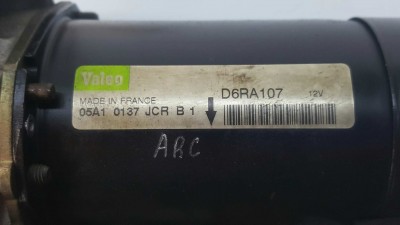 Valeo
MADE IN FRANCE
D6RA107 12V
05A1 0137 JCR B 1
ABC